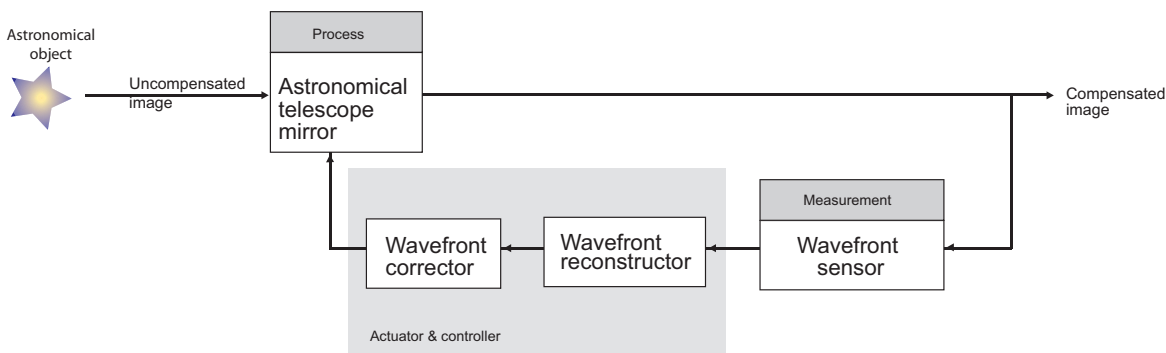 Astronomical
object
Uncompensated
image
Process
Astronomical
telescope
mirror
Compensated
image
Measurement
Wavefront
sensor
Wavefront
reconstructor
Wavefront
corrector
Actuator & controller